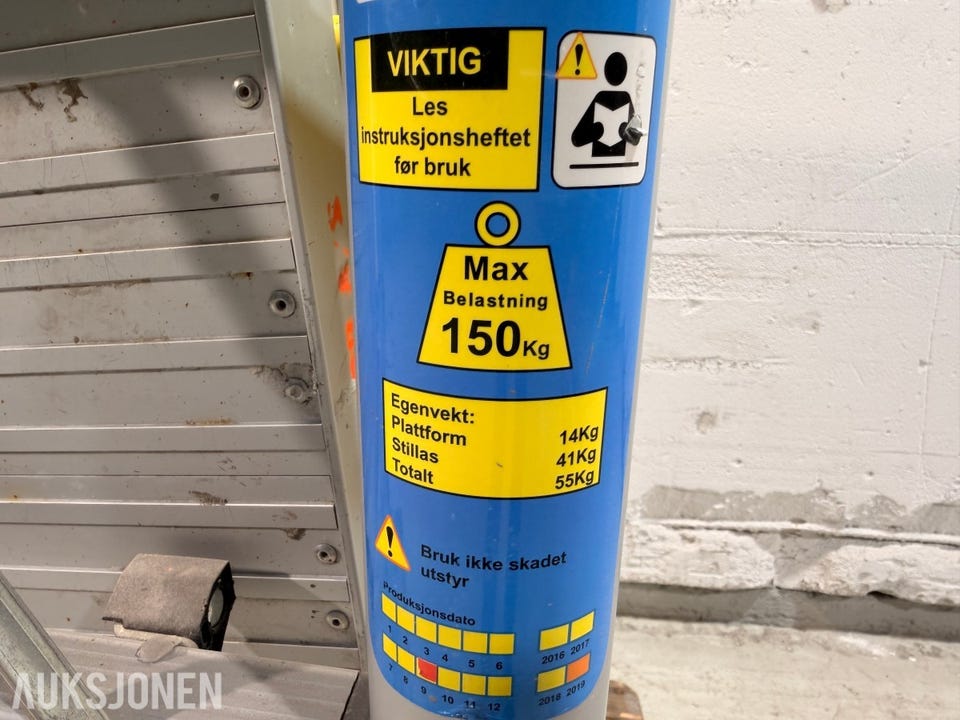 VIKTIG
Les
instruksjonsheftet
før bruk
Max
Belastning
150Kg
Egenvekt:
Plattform 14Kg
Stillas 41Kg
Totalt 55Kg
Bruk ikke skadet
utstyr
Produksjonsdato
1 2 3 4 5 6 2016 2017
7 8 9 10 11 12 2018 2019
AUKSJONEN